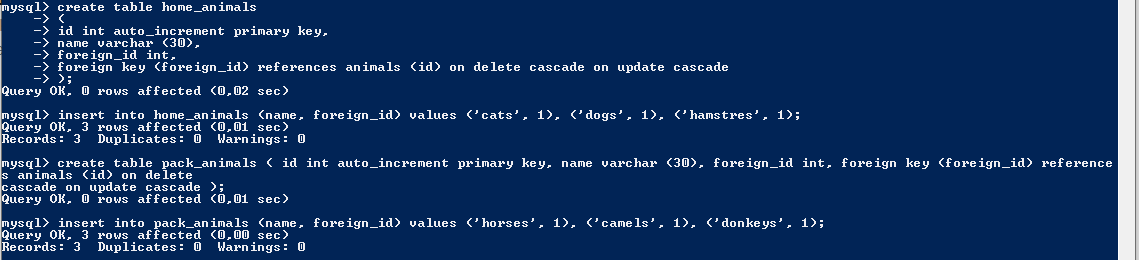 mysql> create table home_animals
    -> (
    -> id int auto_increment primary key,
    -> name varchar (30),
    -> foreign_id int,
    -> foreign key (foreign_id) references animals (id) on delete cascade on update cascade
    -> );
Query OK, 0 rows affected (0,02 sec)

mysql> insert into home_animals (name, foreign_id) values ('cats', 1), ('dogs', 1), ('hamstres', 1);
Query OK, 3 rows affected (0,01 sec)
Records: 3  Duplicates: 0  Warnings: 0

mysql> create table pack_animals ( id int auto_increment primary key, name varchar (30), foreign_id int, foreign key (foreign_id) reference
s animals (id) on delete
cascade on update cascade );
Query OK, 0 rows affected (0,01 sec)

mysql> insert into pack_animals (name, foreign_id) values ('horses', 1), ('camels', 1), ('donkeys', 1);
Query OK, 3 rows affected (0,00 sec)
Records: 3  Duplicates: 0  Warnings: 0